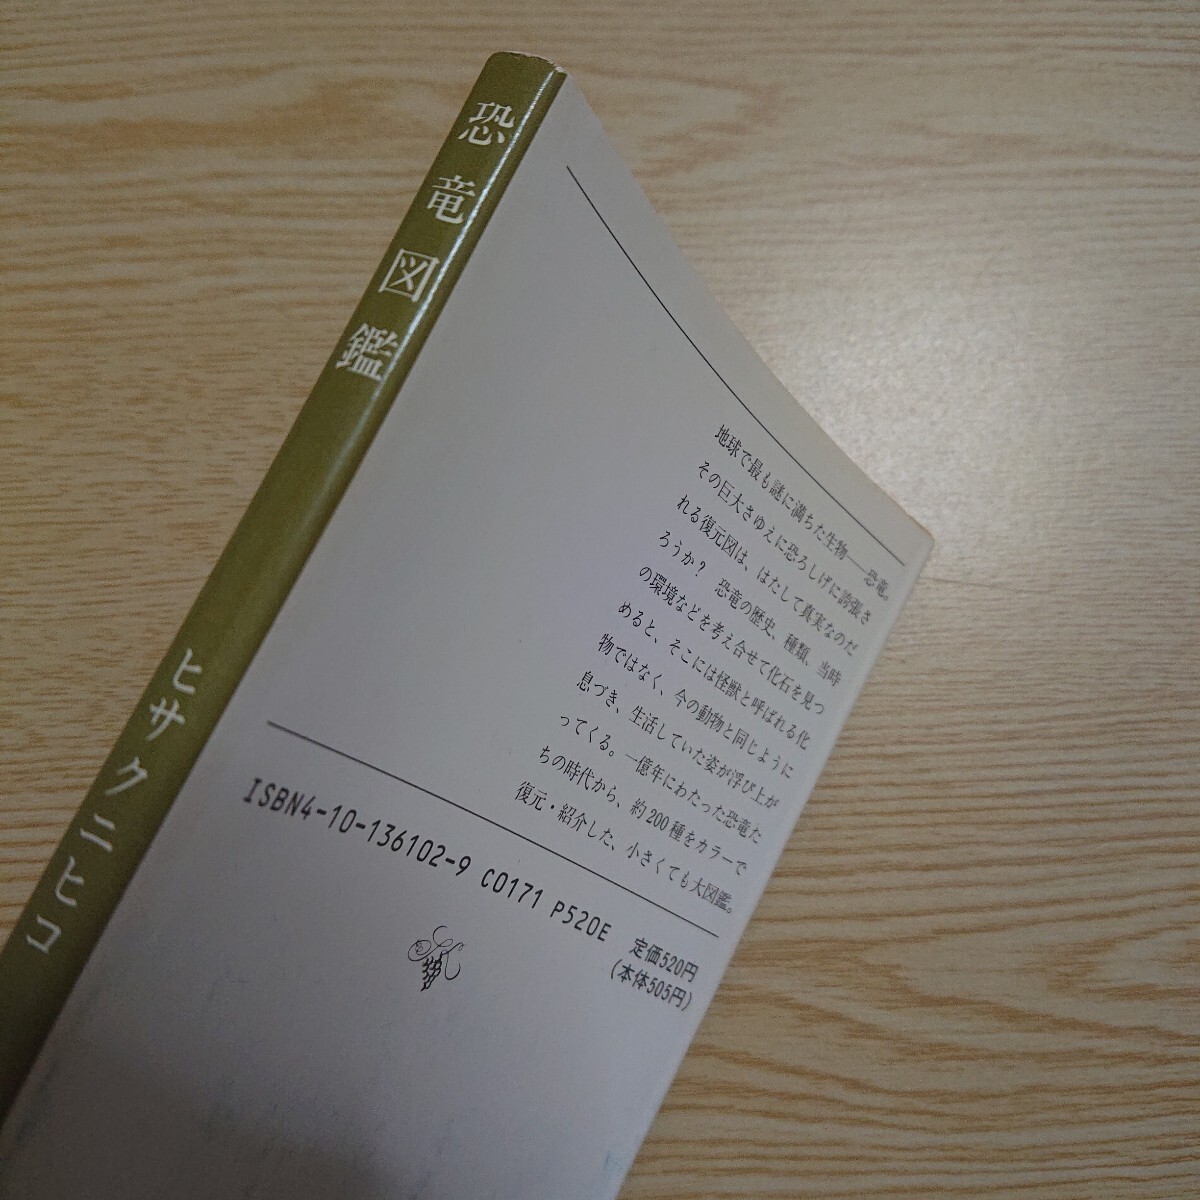 恐竜図鑑
ヒサクニヒコ
地球で最も謎に満ちた生物――恐竜。
その巨大さゆえに恐ろしげに誇張さ
れる復元図は、はたして真実なのだ
ろうか？　恐竜の歴史、種類、当時
の環境などを考え合せて化石を見つ
めると、そこには怪獣と呼ばれる化
物ではなく、今の動物と同じように
息づき、生活していた姿が浮び上が
ってくる。一億年にわたった恐竜た
ちの時代から、約200種をカラーで
復元・紹介した、小さくても大図鑑。
ISBN4-10-136102-9 C0171 P520E 定価520円
(本体505円)